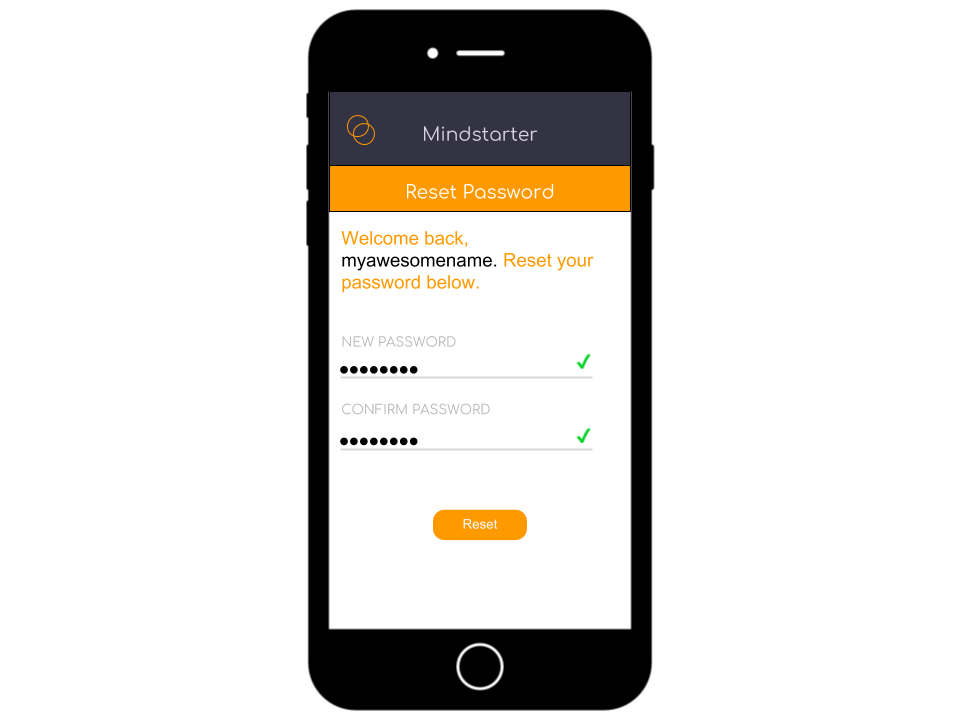 Mindstarter
Reset Password
Welcome back,
myawesomename. Reset your
password below.
NEW PASSWORD
••••••••
CONFIRM PASSWORD
••••••••
Reset